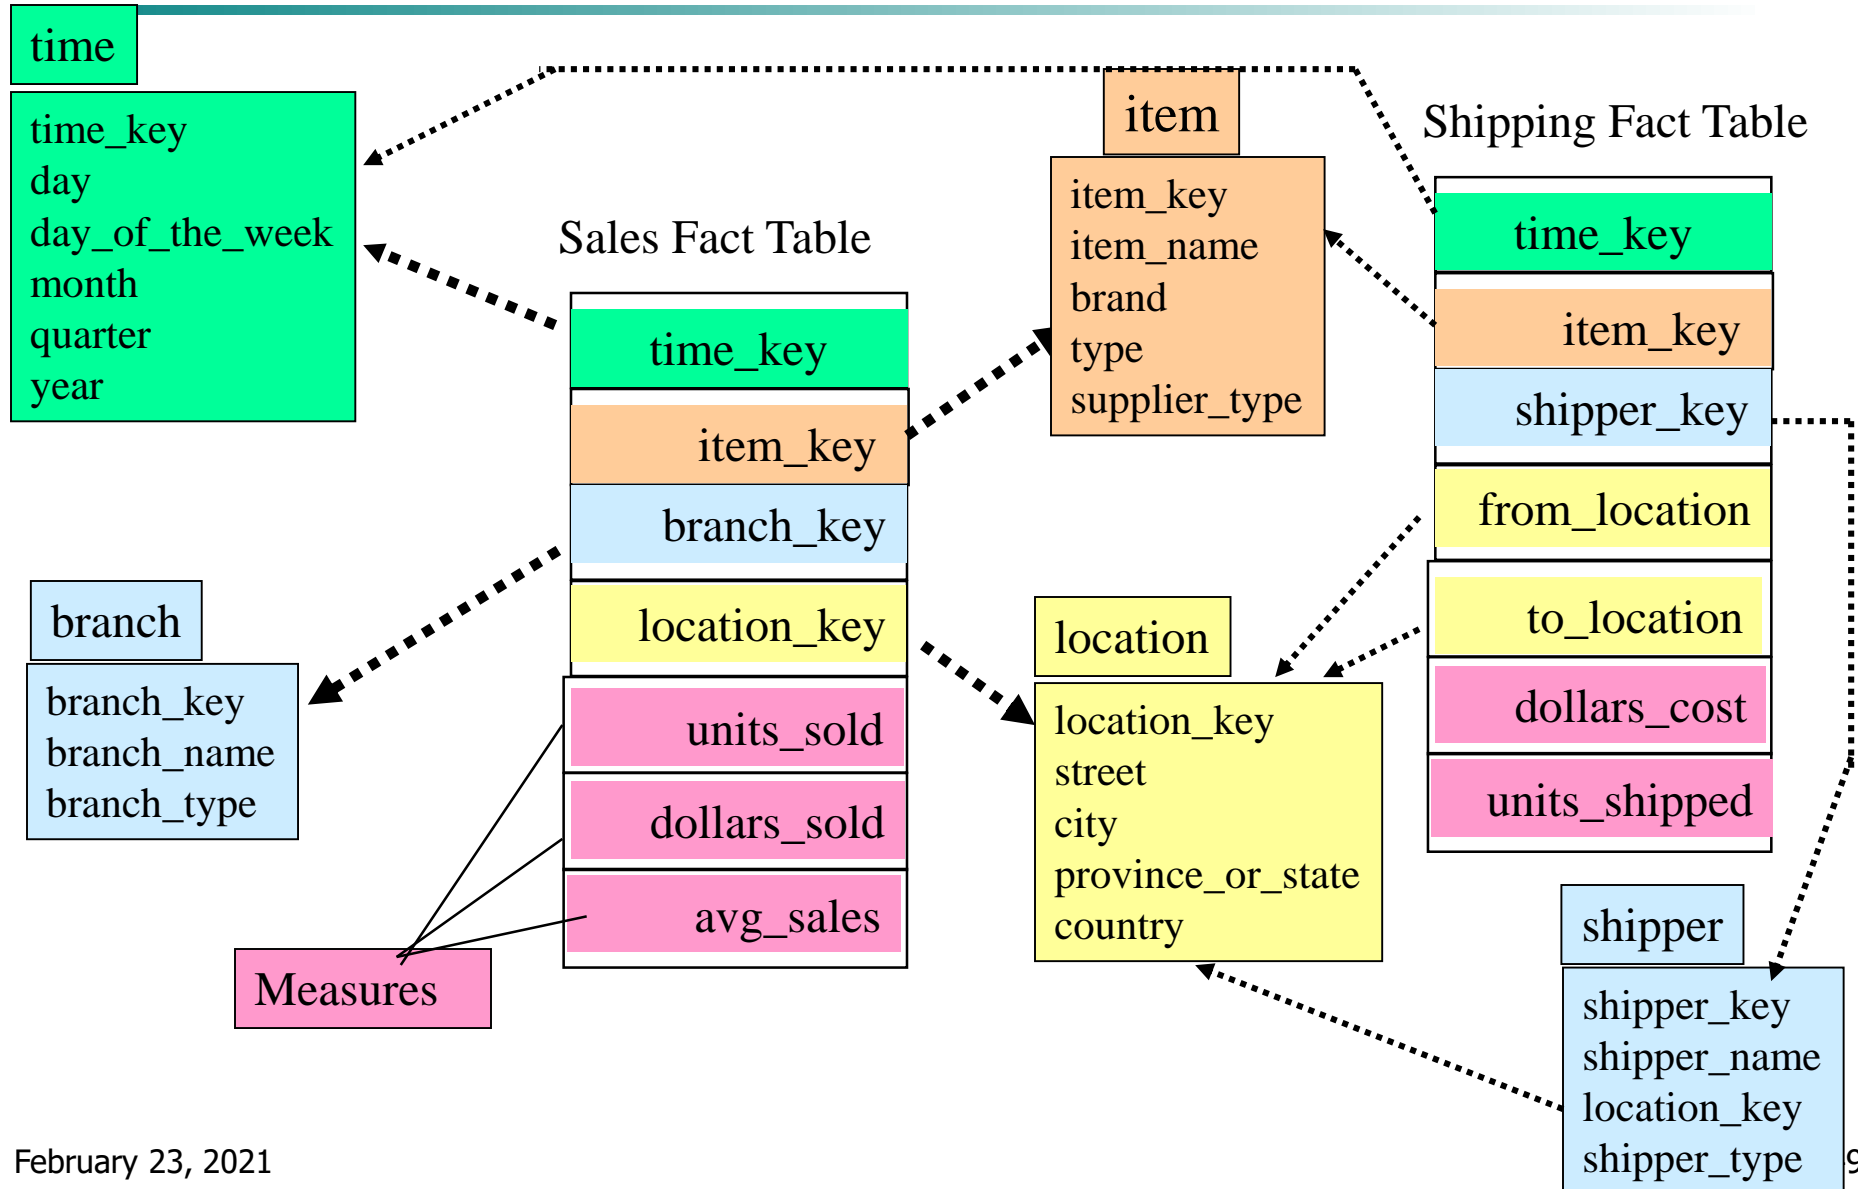 time
time_key
day
day_of_the_week
month
quarter
year
Sales Fact Table
time_key
item_key
branch_key
location_key
units_sold
dollars_sold
avg_sales
Measures
branch
branch_key
branch_name
branch_type
item
item_key
item_name
brand
type
supplier_type
location
location_key
street
city
province_or_state
country
Shipping Fact Table
time_key
item_key
shipper_key
from_location
to_location
dollars_cost
units_shipped
shipper
shipper_key
shipper_name
location_key
shipper_type
February 23, 2021